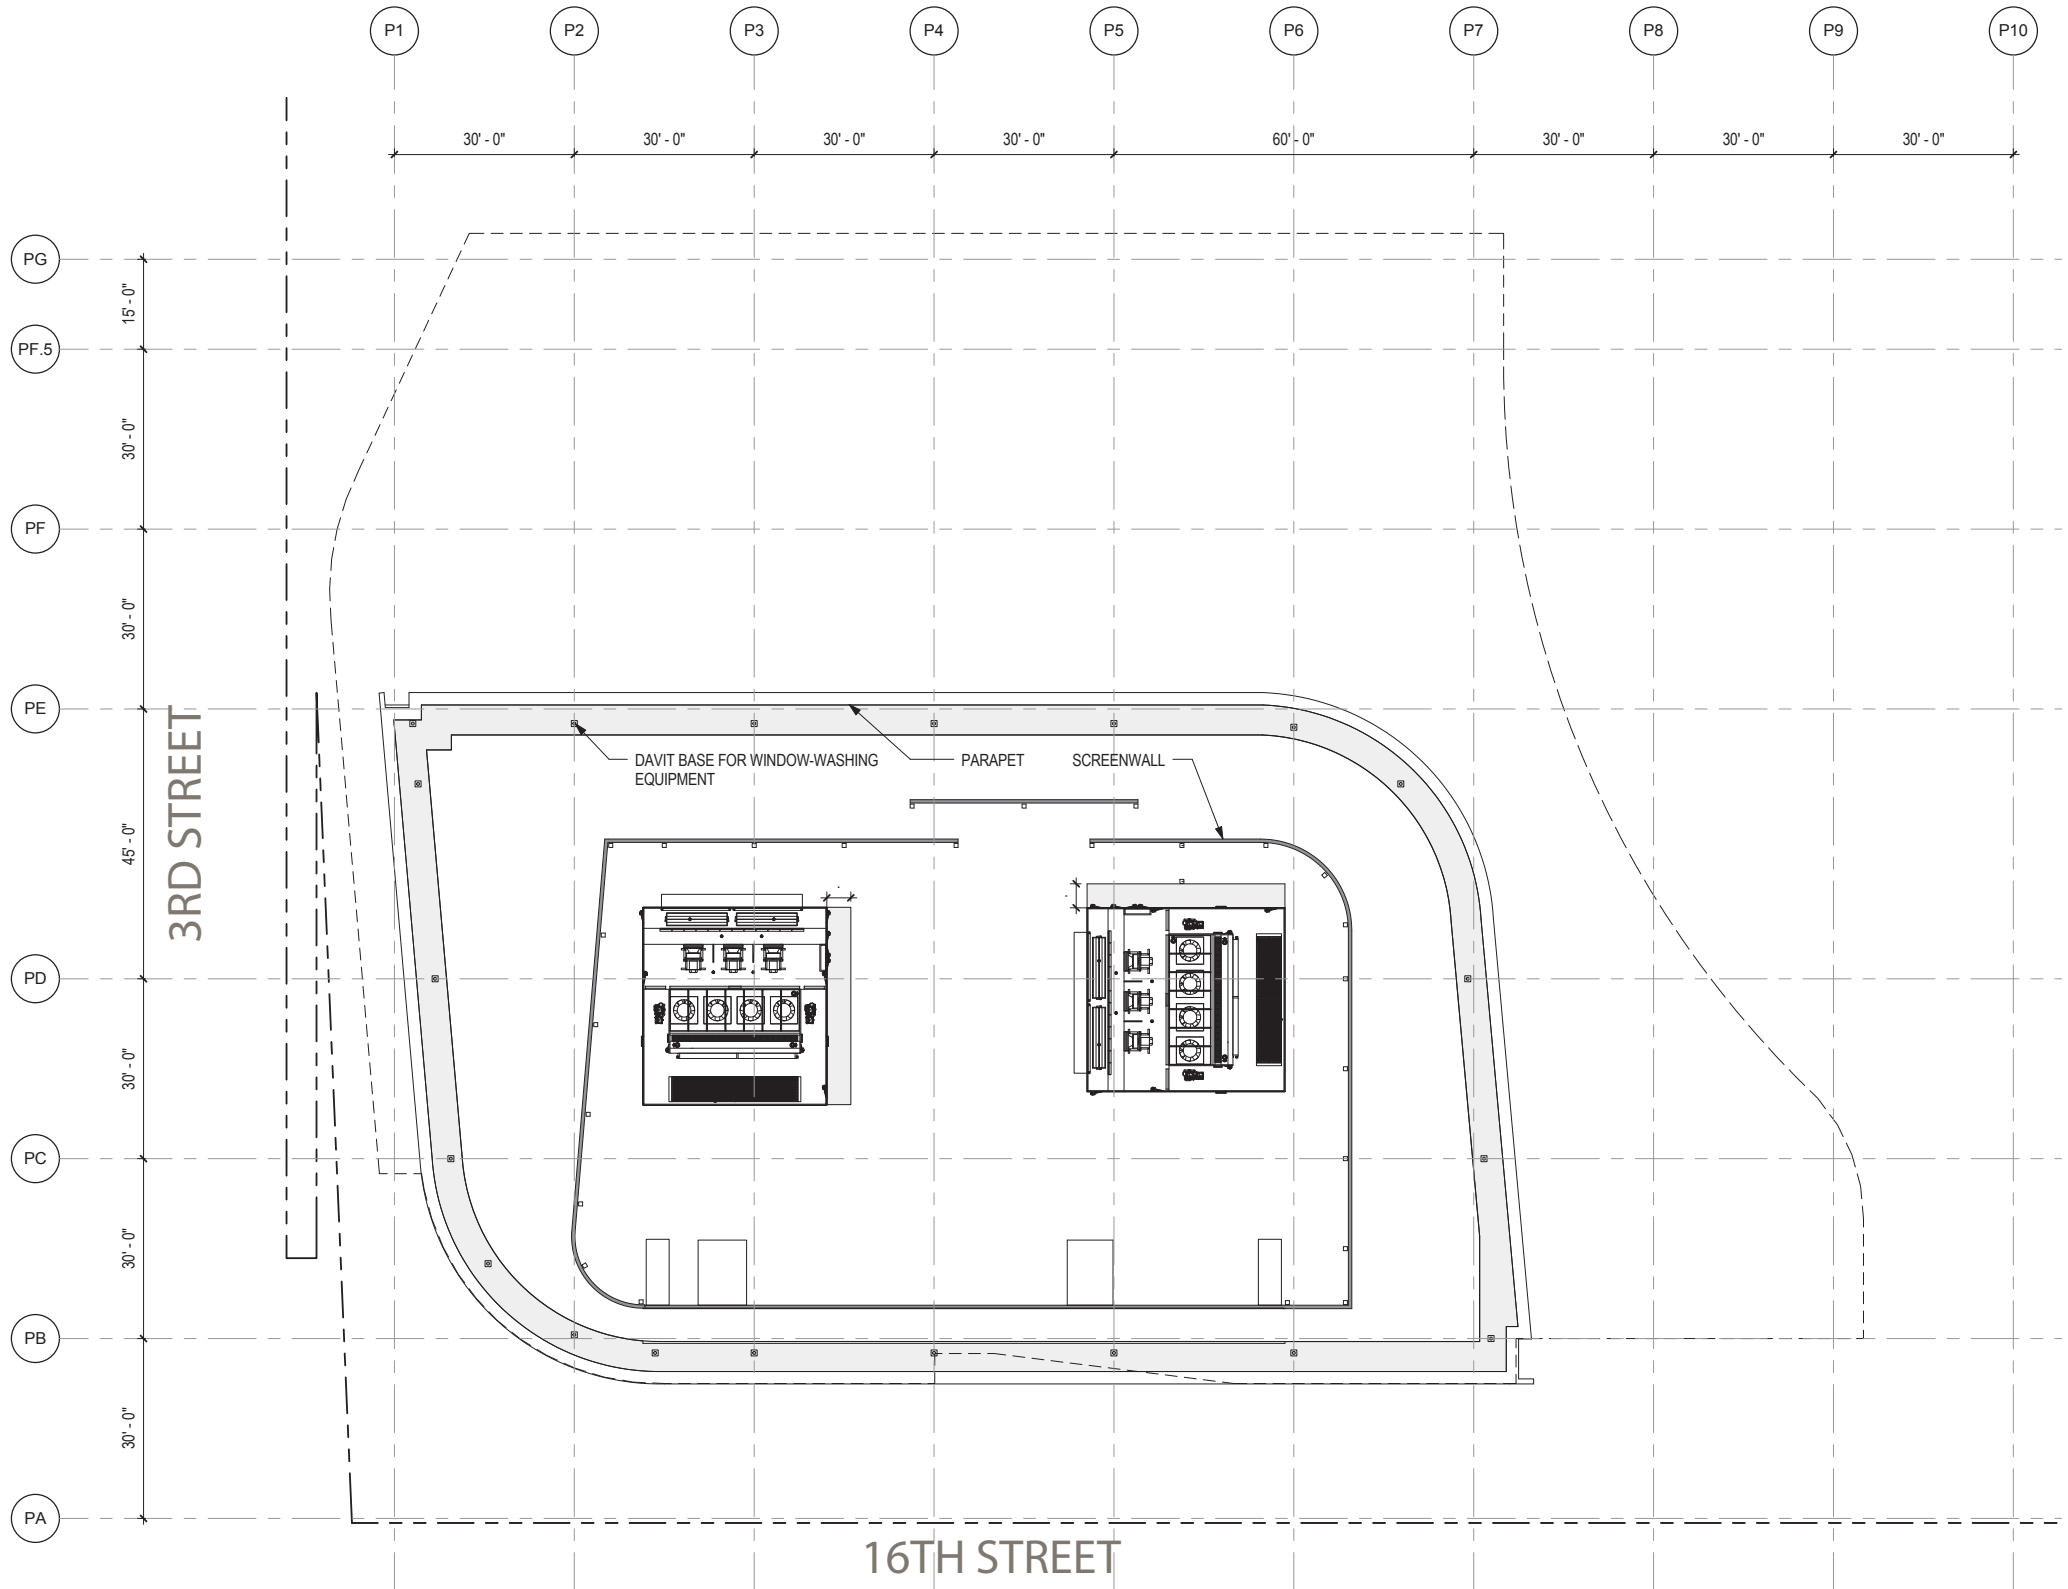 P1 P2 P3 P4 P5 P6 P7 P8 P9 P10
30' - 0" 30' - 0" 30' - 0" 30' - 0" 60' - 0" 30' - 0" 30' - 0" 30' - 0"
PG
15' - 0"
PF.5
30' - 0"
PF
30' - 0"
PE
3RD STREET
DAVIT BASE FOR WINDOW-WASHING
EQUIPMENT
PARAPET
SCREENWALL
45' - 0"
PD
30' - 0"
PC
30' - 0"
PB
30' - 0"
PA
16TH STREET